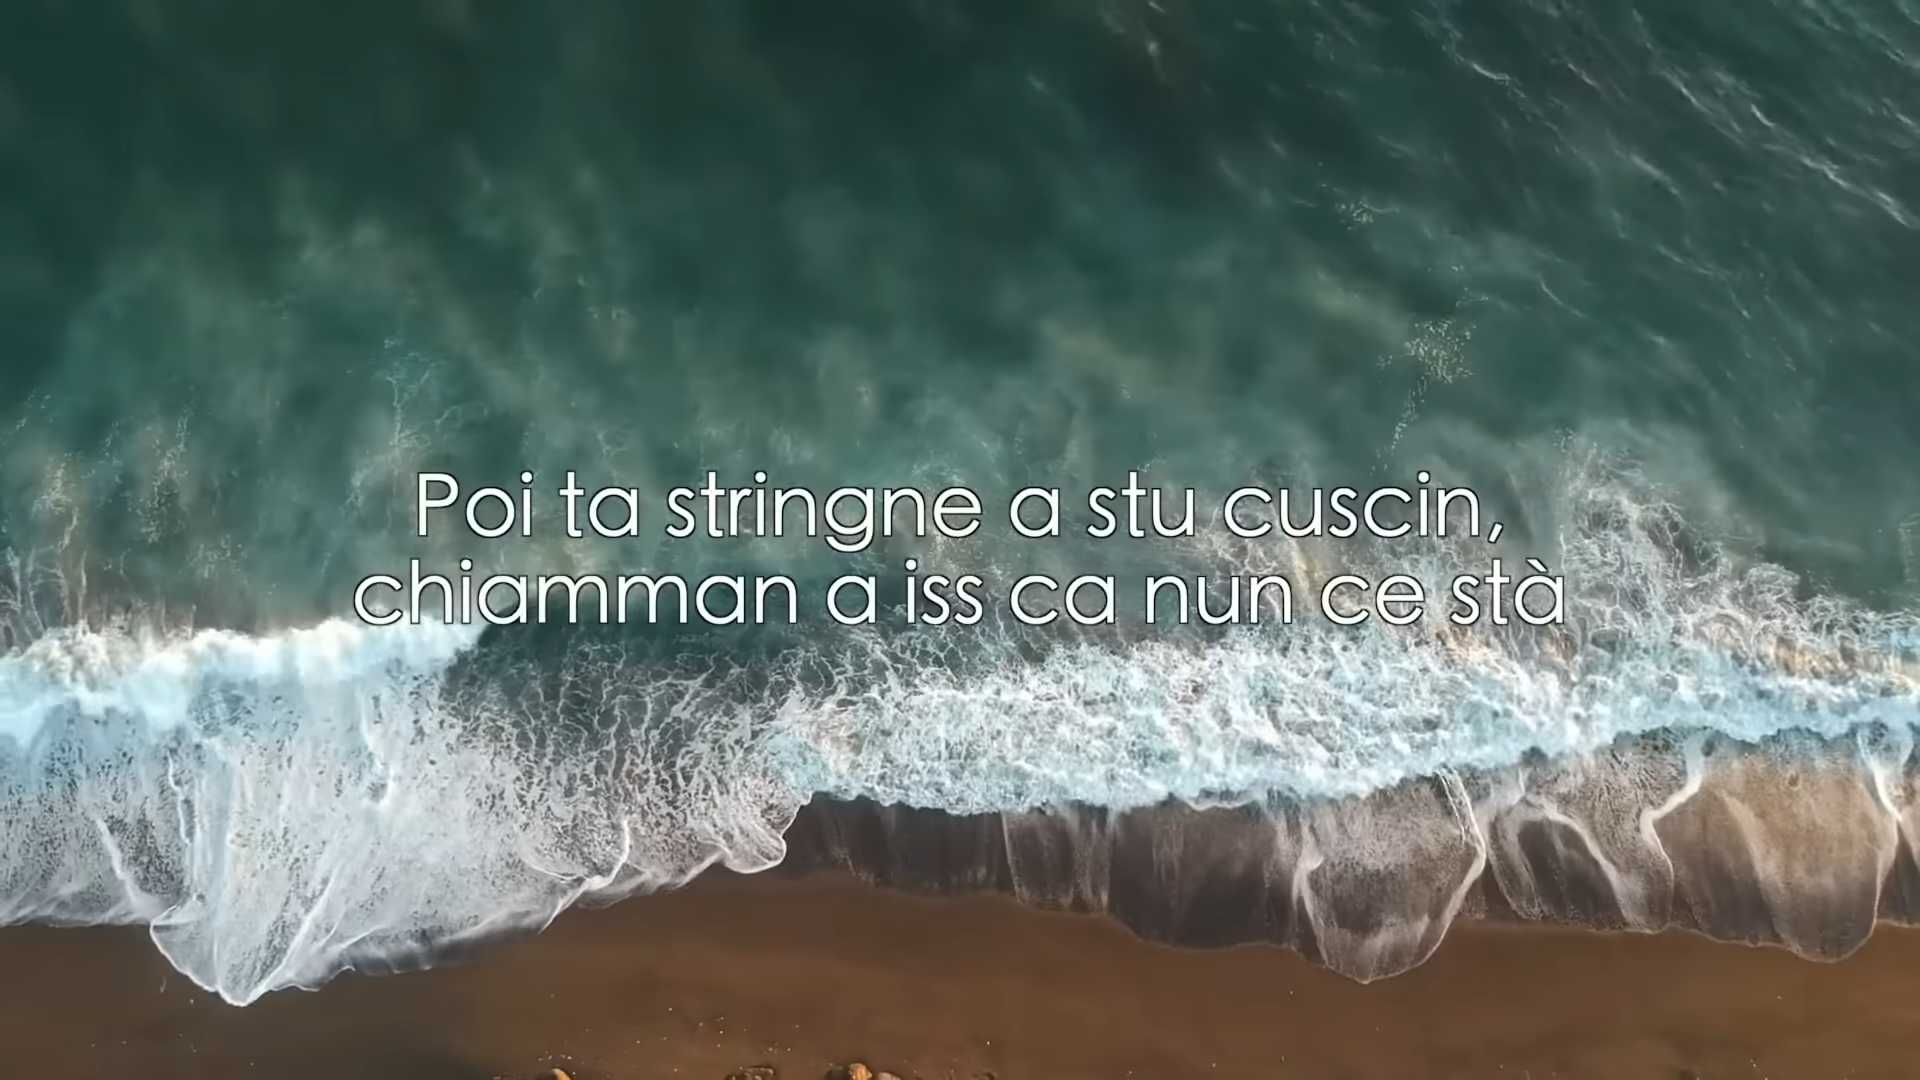 Poi ta stringne a stu cuscin,
chiamman a iss ca nun ce stà